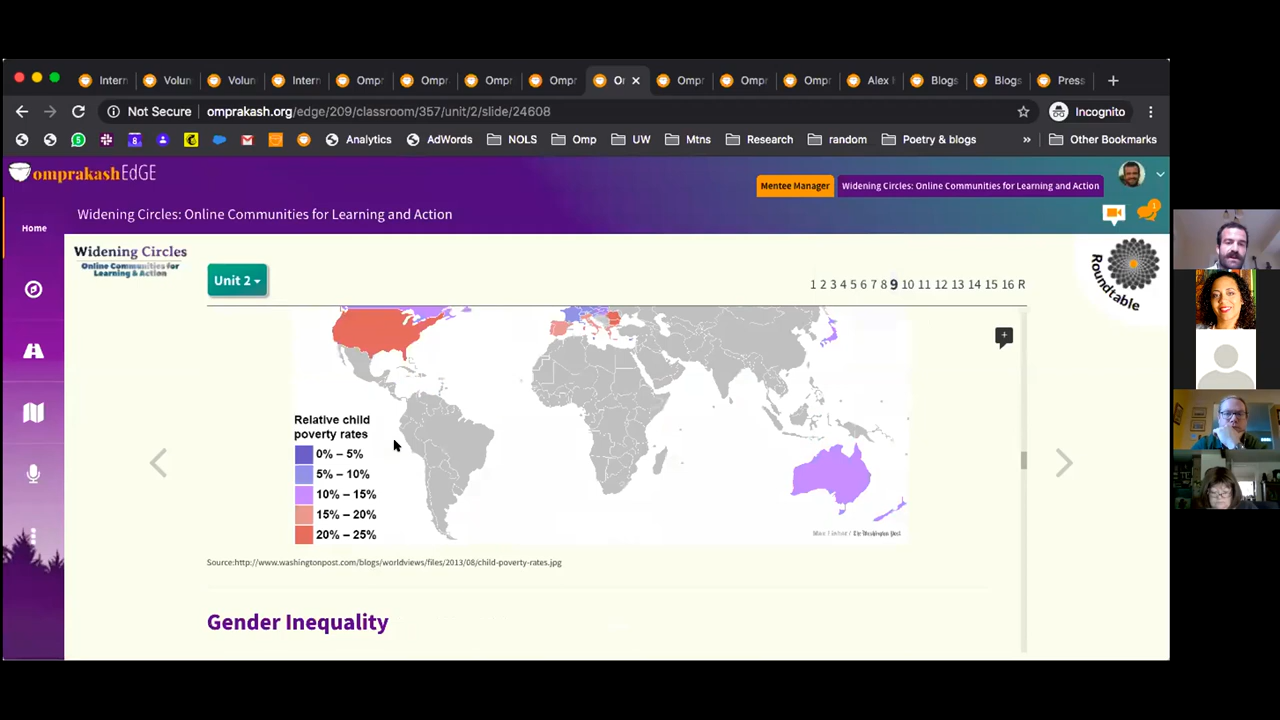 Intern Volun Volun Intern Ompr Ompr Ompr Ompr O Ompr Ompr Ompr Alex Blogs Blogs Press
Not Secure omprakash.org/edge/209/classroom/357/unit/2/slide/24608 Incognito
Analytics AdWords NOLS Omp UW Mtns Research random Poetry & blogs » Other Bookmarks
omprakash EdGE
Mentee Manager Widening Circles: Online Communities for Learning and Action
Widening Circles: Online Communities for Learning and Action
Home
Widening Circles
Online Communities for
Learning & Action
Unit 2
1 2 3 4 5 6 7 8 9 10 11 12 13 14 15 16 R
Roundtable
Relative child
poverty rates
0% – 5%
5% – 10%
10% – 15%
15% – 20%
20% – 25%
The Washington Post
Source:http://www.washingtonpost.com/blogs/worldviews/files/2013/08/child-poverty-rates.jpg
Gender Inequality